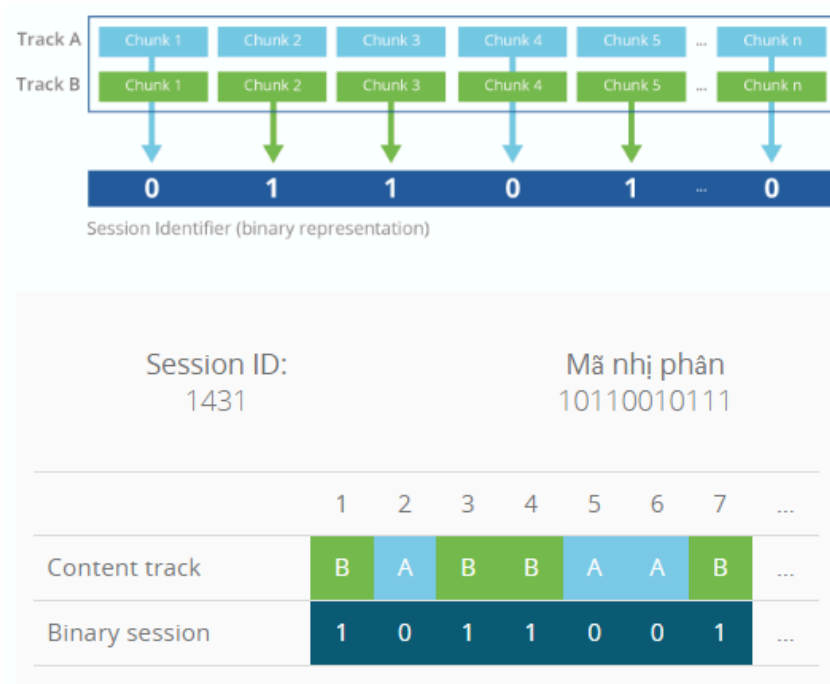 Track A Chunk 1 Chunk 2 Chunk 3 Chunk 4 Chunk 5 ... Chunk n
Track B Chunk 1 Chunk 2 Chunk 3 Chunk 4 Chunk 5 ... Chunk n
0 1 1 0 1 ... 0
Session Identifier (binary representation)
Session ID: Mã nhị phân
1431 10110010111
1 2 3 4 5 6 7 ...
Content track B A B B A A B ...
Binary session 1 0 1 1 0 0 1 ...